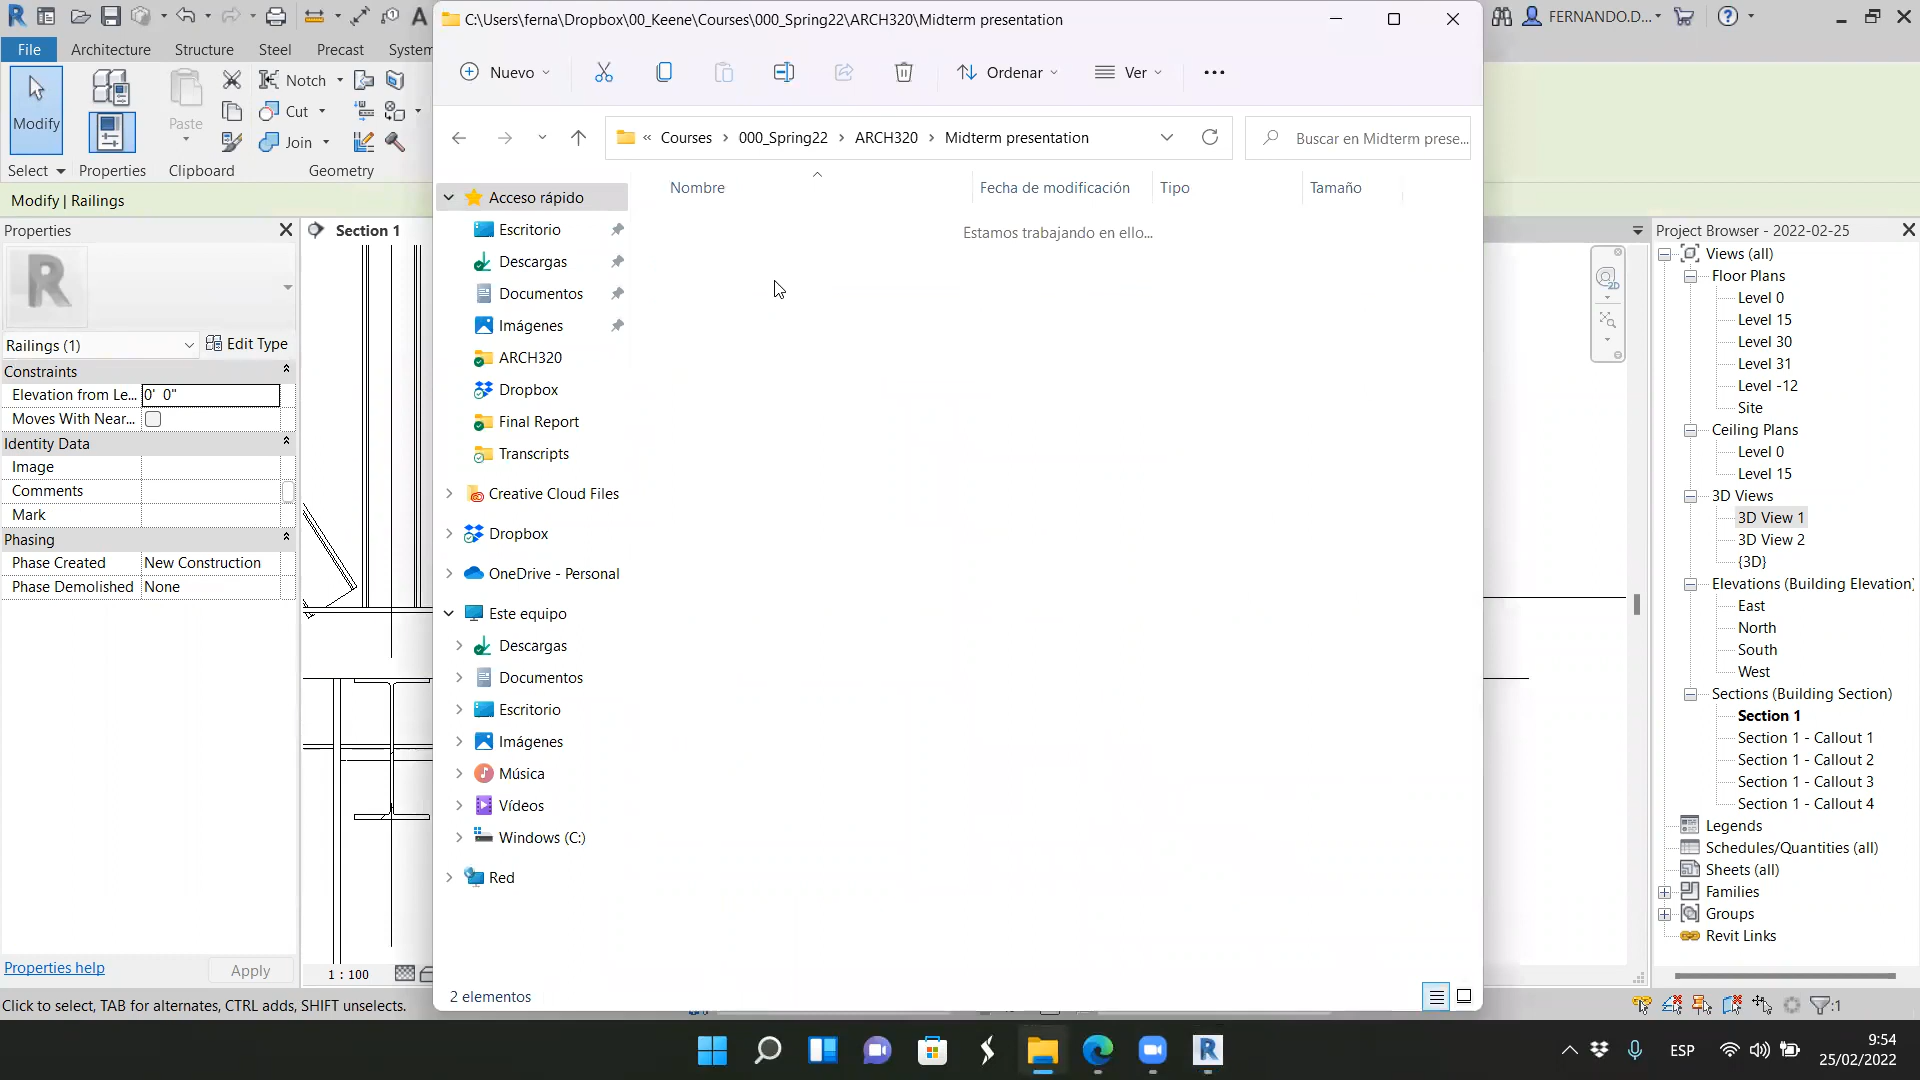 C:\Users\ferna\Dropbox\00_Keene\Courses\000_Spring22\ARCH320\Midterm presentation
FERNANDO.D...
File Architecture Structure Steel Precast System
Nuevo Ordenar Ver
Modify
Paste
Notch
Cut
Join
Select Properties Clipboard Geometry
Courses 000_Spring22 ARCH320 Midterm presentation
Buscar en Midterm prese...
Modify | Railings
Nombre Fecha de modificación Tipo Tamaño
Estamos trabajando en ello...
Properties
Railings (1)
Edit Type
Constraints
Elevation from Le... 0' 0"
Moves With Near...
Identity Data
Image
Comments
Mark
Phasing
Phase Created New Construction
Phase Demolished None
Properties help
Apply
Section 1
1 : 100
Acceso rápido
Escritorio
Descargas
Documentos
Imágenes
ARCH320
Dropbox
Final Report
Transcripts
Creative Cloud Files
Dropbox
OneDrive - Personal
Este equipo
Descargas
Documentos
Escritorio
Imágenes
Música
Vídeos
Windows (C:)
Red
2 elementos
Project Browser - 2022-02-25
Views (all)
Floor Plans
Level 0
Level 15
Level 30
Level 31
Level -12
Site
Ceiling Plans
Level 0
Level 15
3D Views
3D View 1
3D View 2
{3D}
Elevations (Building Elevation)
East
North
South
West
Sections (Building Section)
Section 1
Section 1 - Callout 1
Section 1 - Callout 2
Section 1 - Callout 3
Section 1 - Callout 4
Legends
Schedules/Quantities (all)
Sheets (all)
Families
Groups
Revit Links
Click to select, TAB for alternates, CTRL adds, SHIFT unselects.
:1
ESP
9:54
25/02/2022